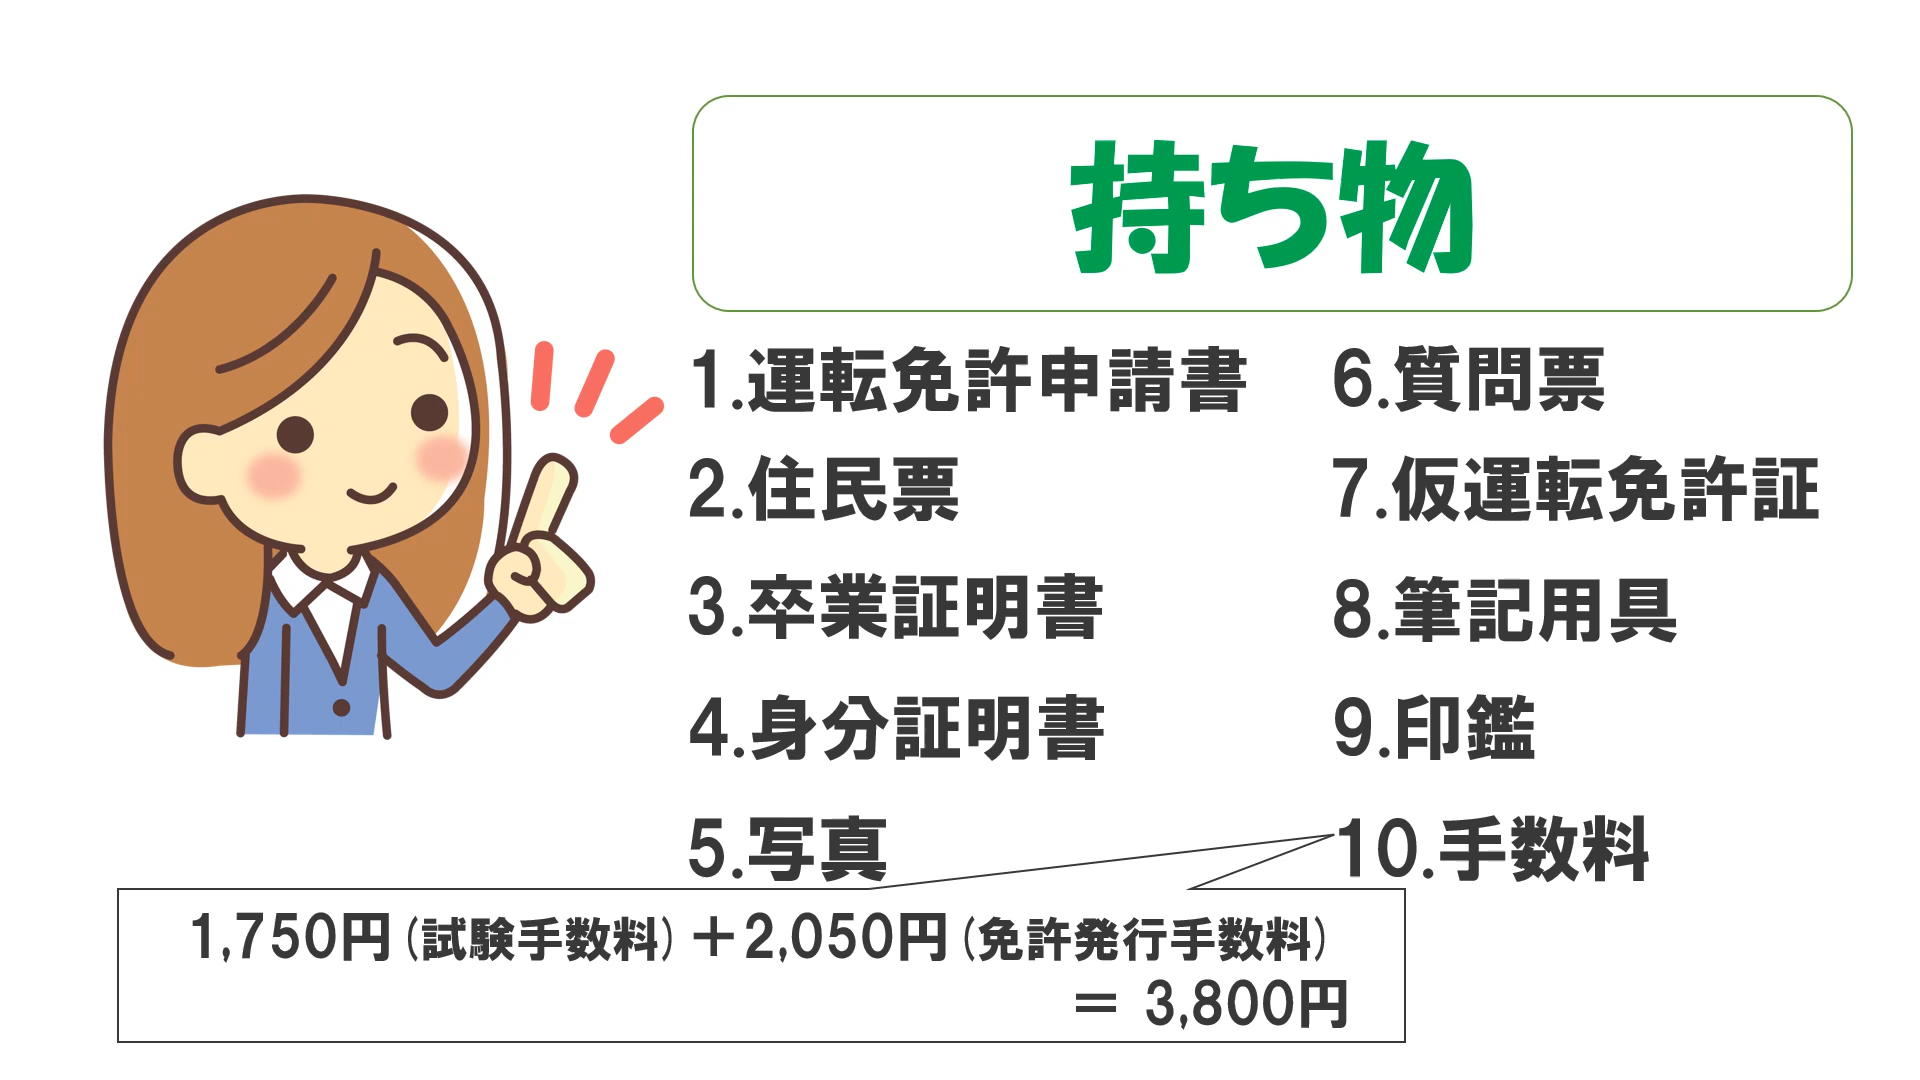 持ち物
1.運転免許申請書
2.住民票
3.卒業証明書
4.身分証明書
5.写真
6.質問票
7.仮運転免許証
8.筆記用具
9.印鑑
10.手数料
1,750円(試験手数料)＋2,050円(免許発行手数料)
＝ 3,800円